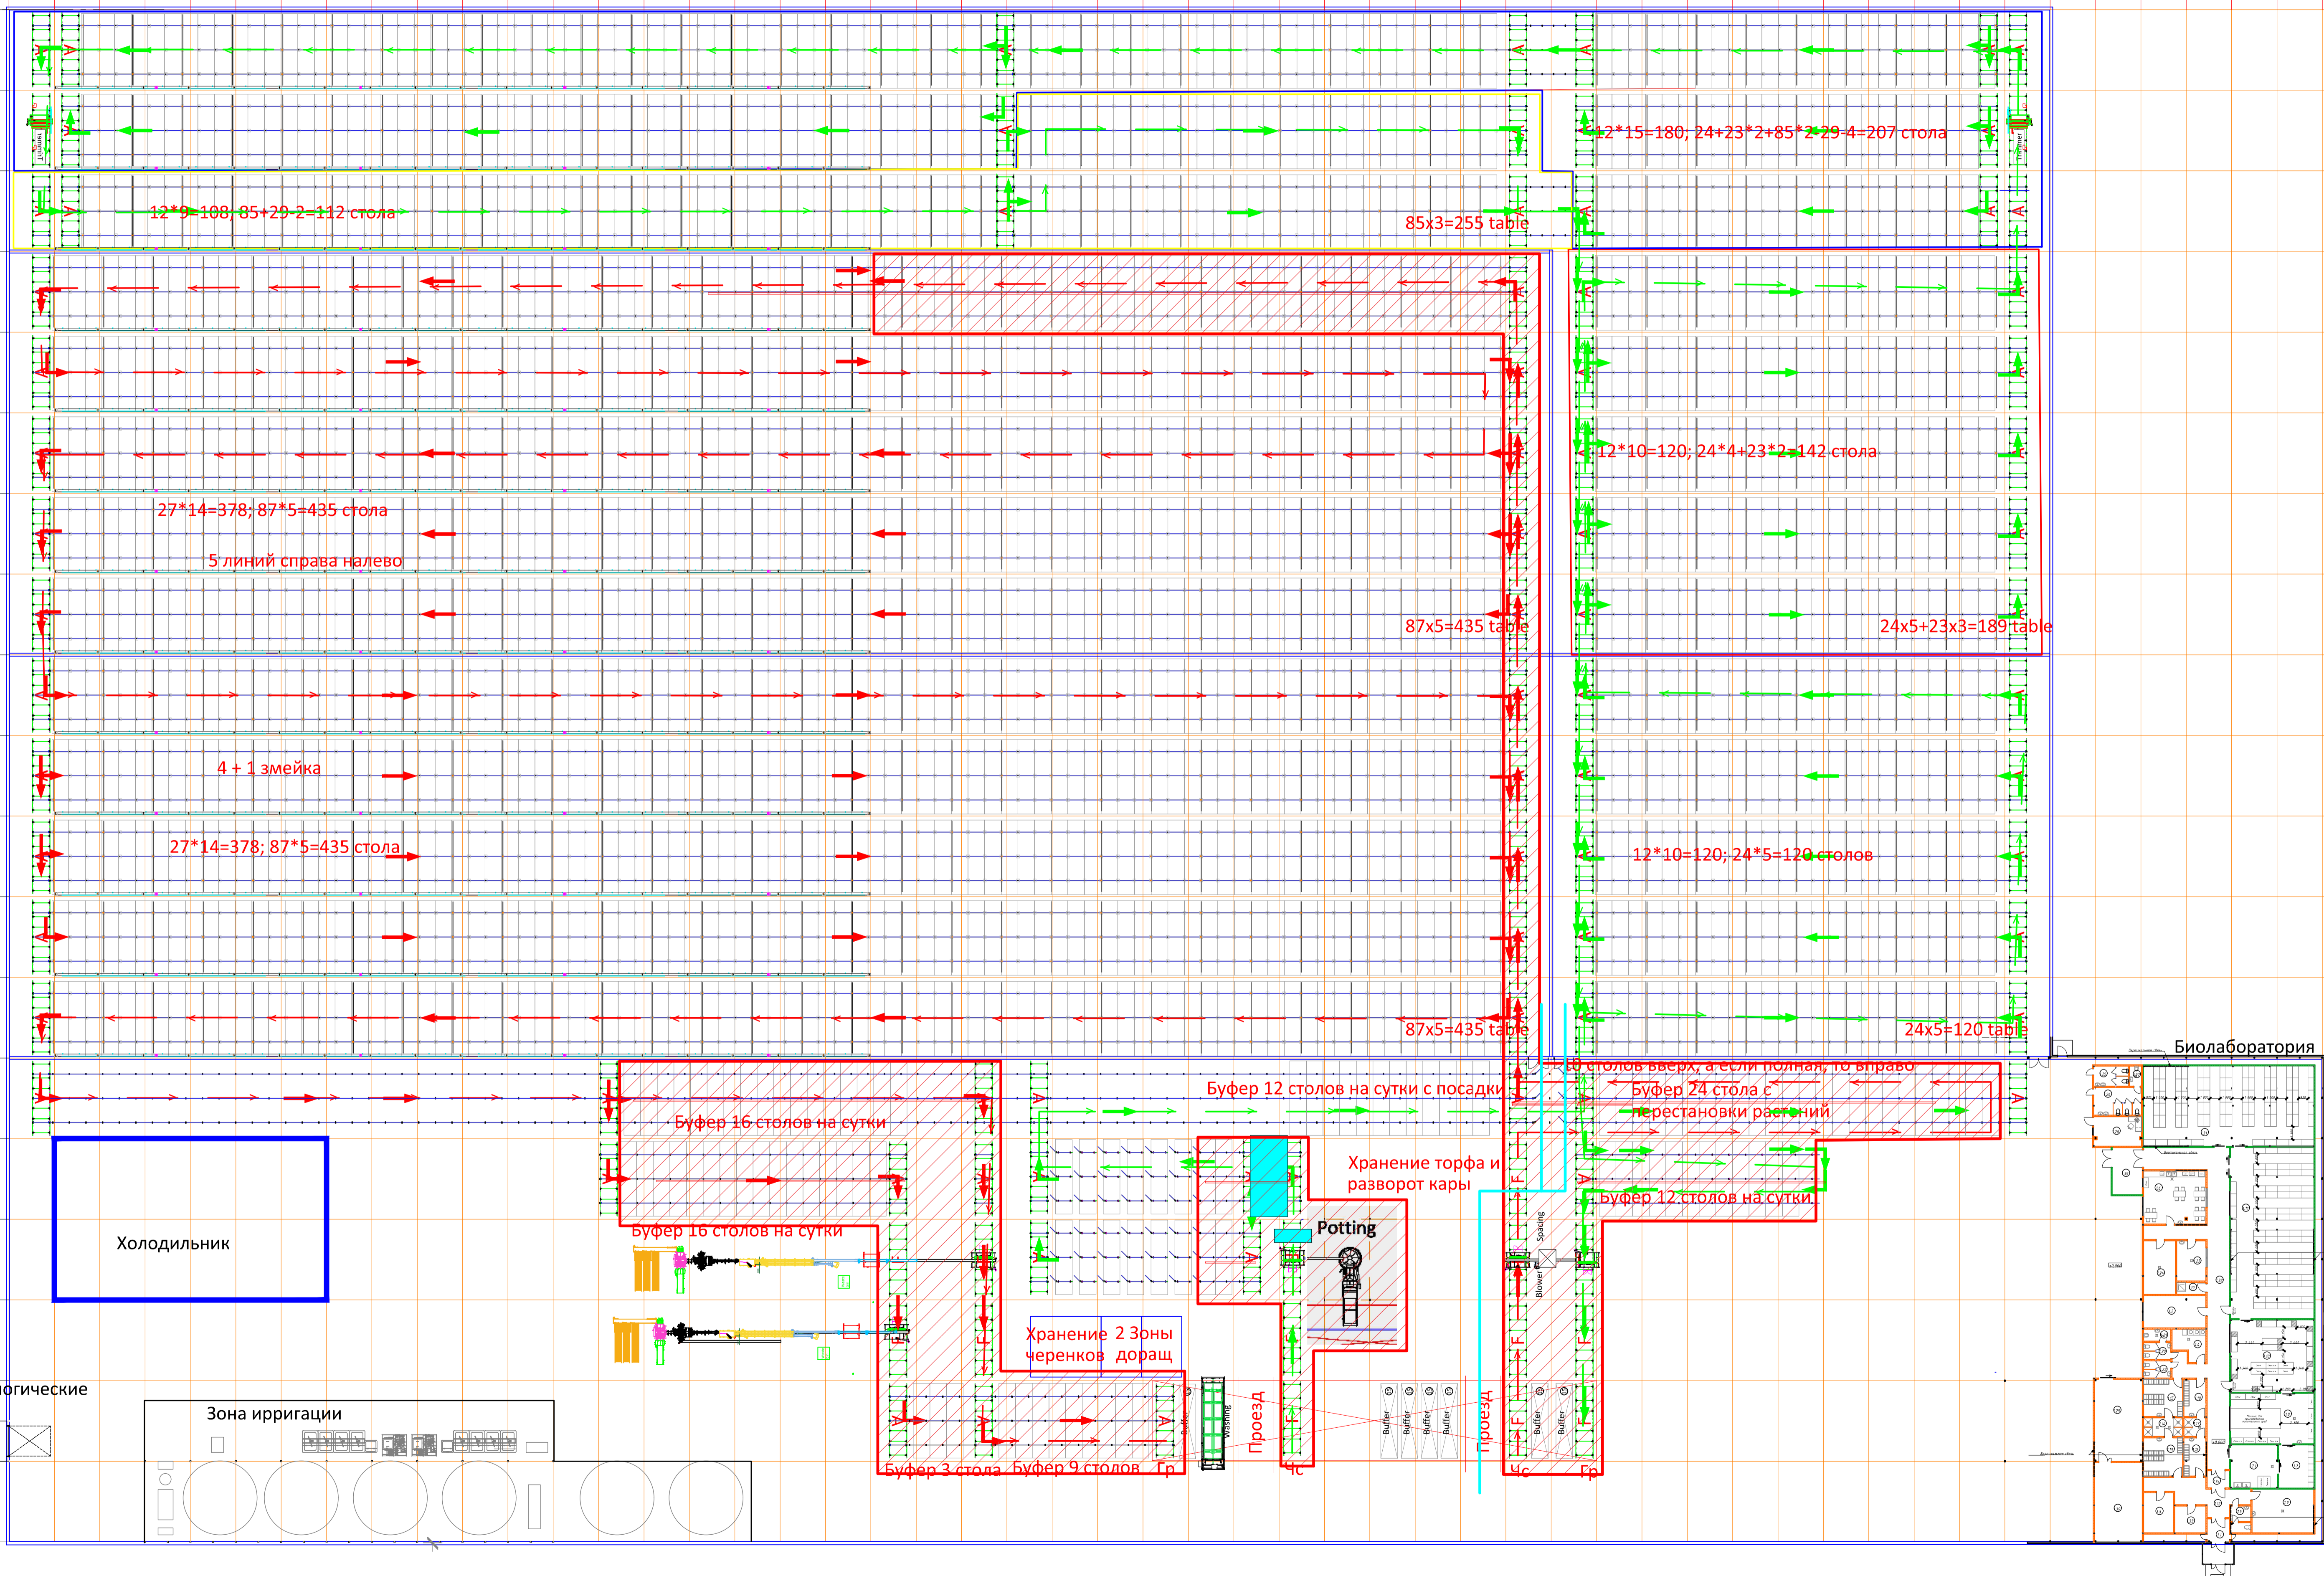 12*15=180; 24+23*2+85*2-29-4=207 стола
Trimmer
Trimmer
12*9=108; 85+29-2=112 стола
85x3=255 table
12*10=120; 24*4+23*2=142 стола
27*14=378; 87*5=435 стола
5 линий справа налево
87x5=435 table
24x5+23x3=189 table
4 + 1 змейка
27*14=378; 87*5=435 стола
12*10=120; 24*5=120 столов
87x5=435 table
24x5=120 table
Биолаборатория
10 столов вверх, а если полная, то вправо
Буфер 12 столов на сутки с посадки
Буфер 24 стола с
перестановки растений
Буфер 16 столов на сутки
Хранение торфа и
разворот кары
Буфер 12 столов на сутки
Potting
Spacing
Blower
Буфер 16 столов на сутки
Холодильник
Хранение
черенков
2 Зоны
доращ
огические
Зона ирригации
Buffer
Washing
Проезд
Buffer
Buffer
Buffer
Buffer
Проезд
Buffer
Buffer
Буфер 3 стола
Буфер 9 столов
Гр
Чс
Чс
Гр